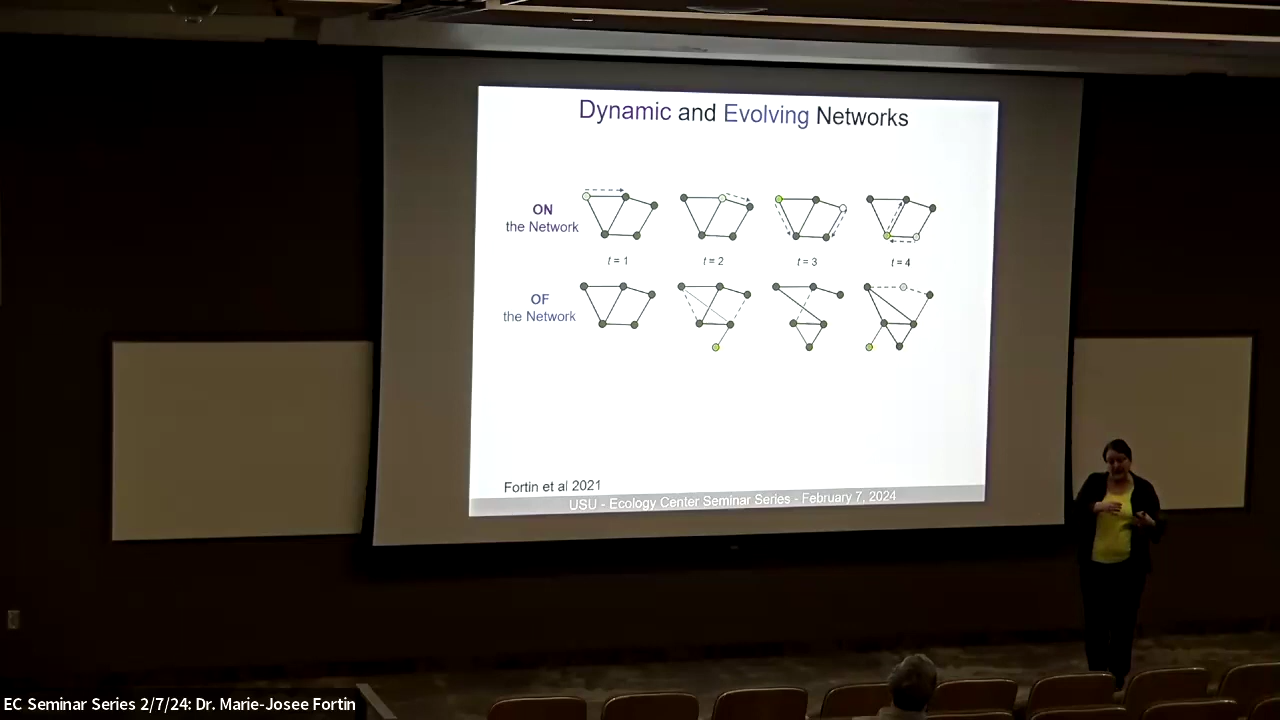 Dynamic and Evolving Networks
ON
the Network
t = 1
t = 2
t = 3
t = 4
OF
the Network
Fortin et al 2021
USU - Ecology Center Seminar Series - February 7, 2024
EC Seminar Series 2/7/24: Dr. Marie-Josee Fortin